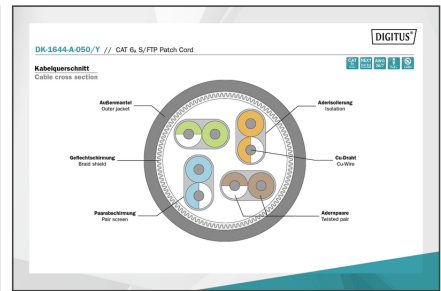 DIGITUS®
DK-1644-A-050/Y // CAT 6A S/FTP Patch Cord
Kabelquerschnitt
Cable cross section
Außenmantel
Outer jacket
Aderisolierung
Isolation
Geflechtschirmung
Braid shield
Cu-Draht
Cu-Wire
Paarabschirmung
Pair screen
Adernpaare
Twisted pair